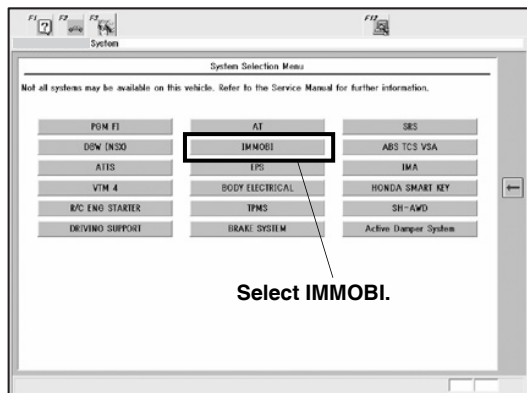 F1 F2 F3 F12
System
System Selection Menu
Not all systems may be available on this vehicle. Refer to the Service Manual for further information.
PGM FI AT SRS
DBW (NSX) IMMOBI ABS TCS VSA
ATTS EPS IMA
VTM 4 BODY ELECTRICAL HONDA SMART KEY
R/C ENG STARTER TPMS SH-AWD
DRIVING SUPPORT BRAKE SYSTEM Active Damper System
Select IMMOBI.